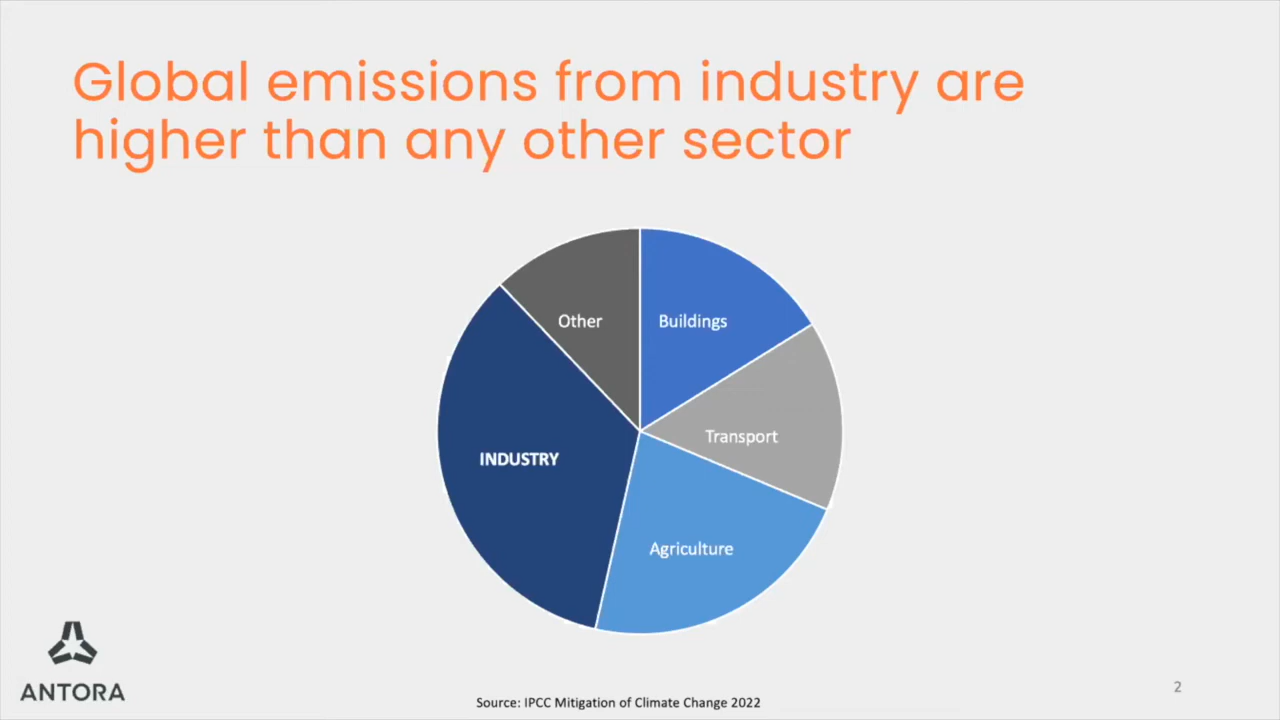 Global emissions from industry are
higher than any other sector
Other
Buildings
Transport
INDUSTRY
Agriculture
ANTORA
Source: IPCC Mitigation of Climate Change 2022
2